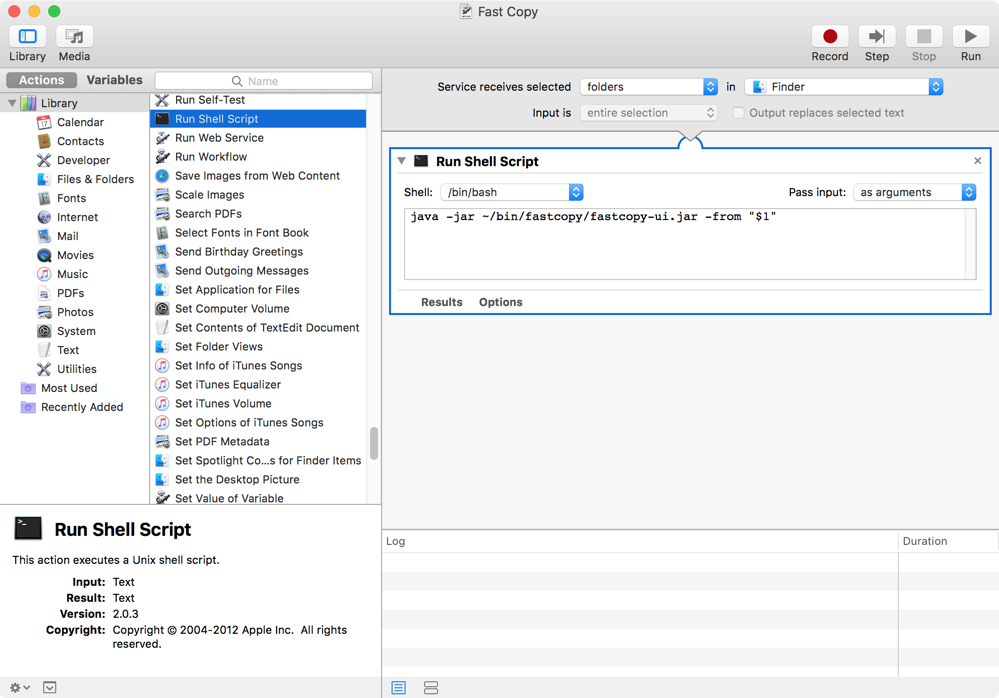 Fast Copy
Library
Media
Record
Step
Stop
Run
Actions
Variables
Name
Library
17
Calendar
Contacts
Developer
Files & Folders
Fonts
Internet
Mail
Movies
Music
PDFs
Photos
System
Text
Utilities
Most Used
Recently Added
Run Self-Test
Run Shell Script
Run Web Service
Run Workflow
Save Images from Web Content
Scale Images
Search PDFs
Select Fonts in Font Book
Send Birthday Greetings
Send Outgoing Messages
Set Application for Files
Set Computer Volume
Set Contents of TextEdit Document
Set Folder Views
Set Info of iTunes Songs
Set iTunes Equalizer
Set iTunes Volume
Set Options of iTunes Songs
Set PDF Metadata
Set Spotlight Co...s for Finder Items
Set the Desktop Picture
Set Value of Variable
Service receives selected folders in Finder
Input is entire selection Output replaces selected text
Run Shell Script
Shell: /bin/bash Pass input: as arguments
java -jar ~/bin/fastcopy/fastcopy-ui.jar -from "$1"
Results Options
Run Shell Script
This action executes a Unix shell script.
Input: Text
Result: Text
Version: 2.0.3
Copyright: Copyright © 2004-2012 Apple Inc. All rights
reserved.
Log
Duration